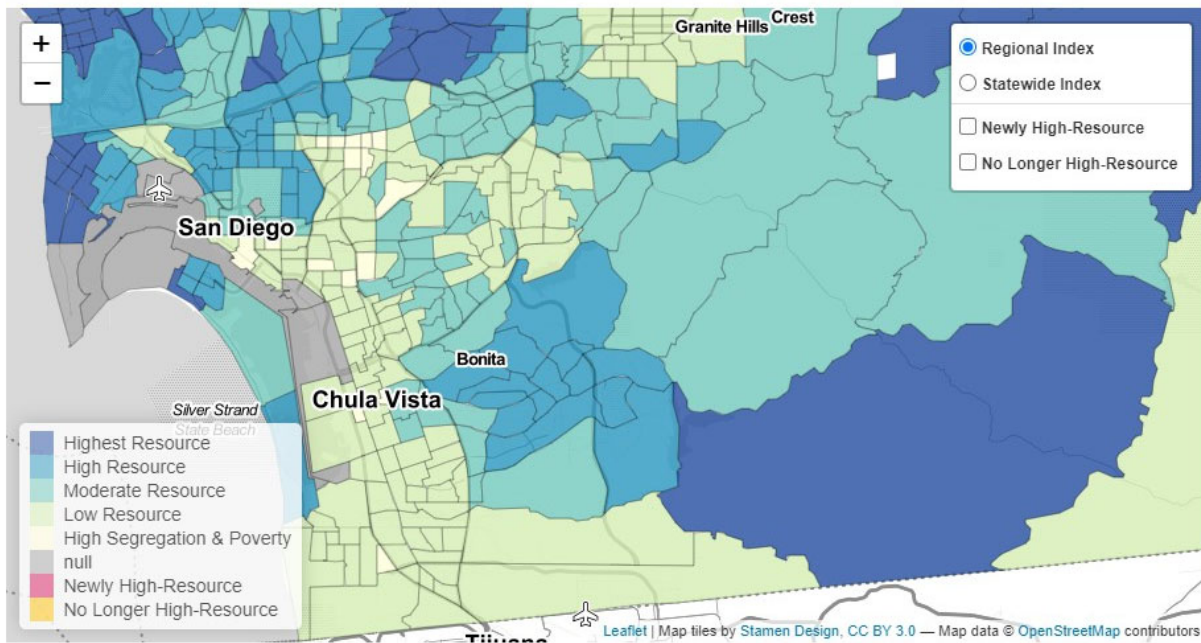 Granite Hills
Crest
+
−
Regional Index
Statewide Index
Newly High-Resource
No Longer High-Resource
San Diego
Bonita
Chula Vista
Silver Strand
State Beach
Highest Resource
High Resource
Moderate Resource
Low Resource
High Segregation & Poverty
null
Newly High-Resource
No Longer High-Resource
Tijuana
Leaflet | Map tiles by Stamen Design, CC BY 3.0 — Map data © OpenStreetMap contributors